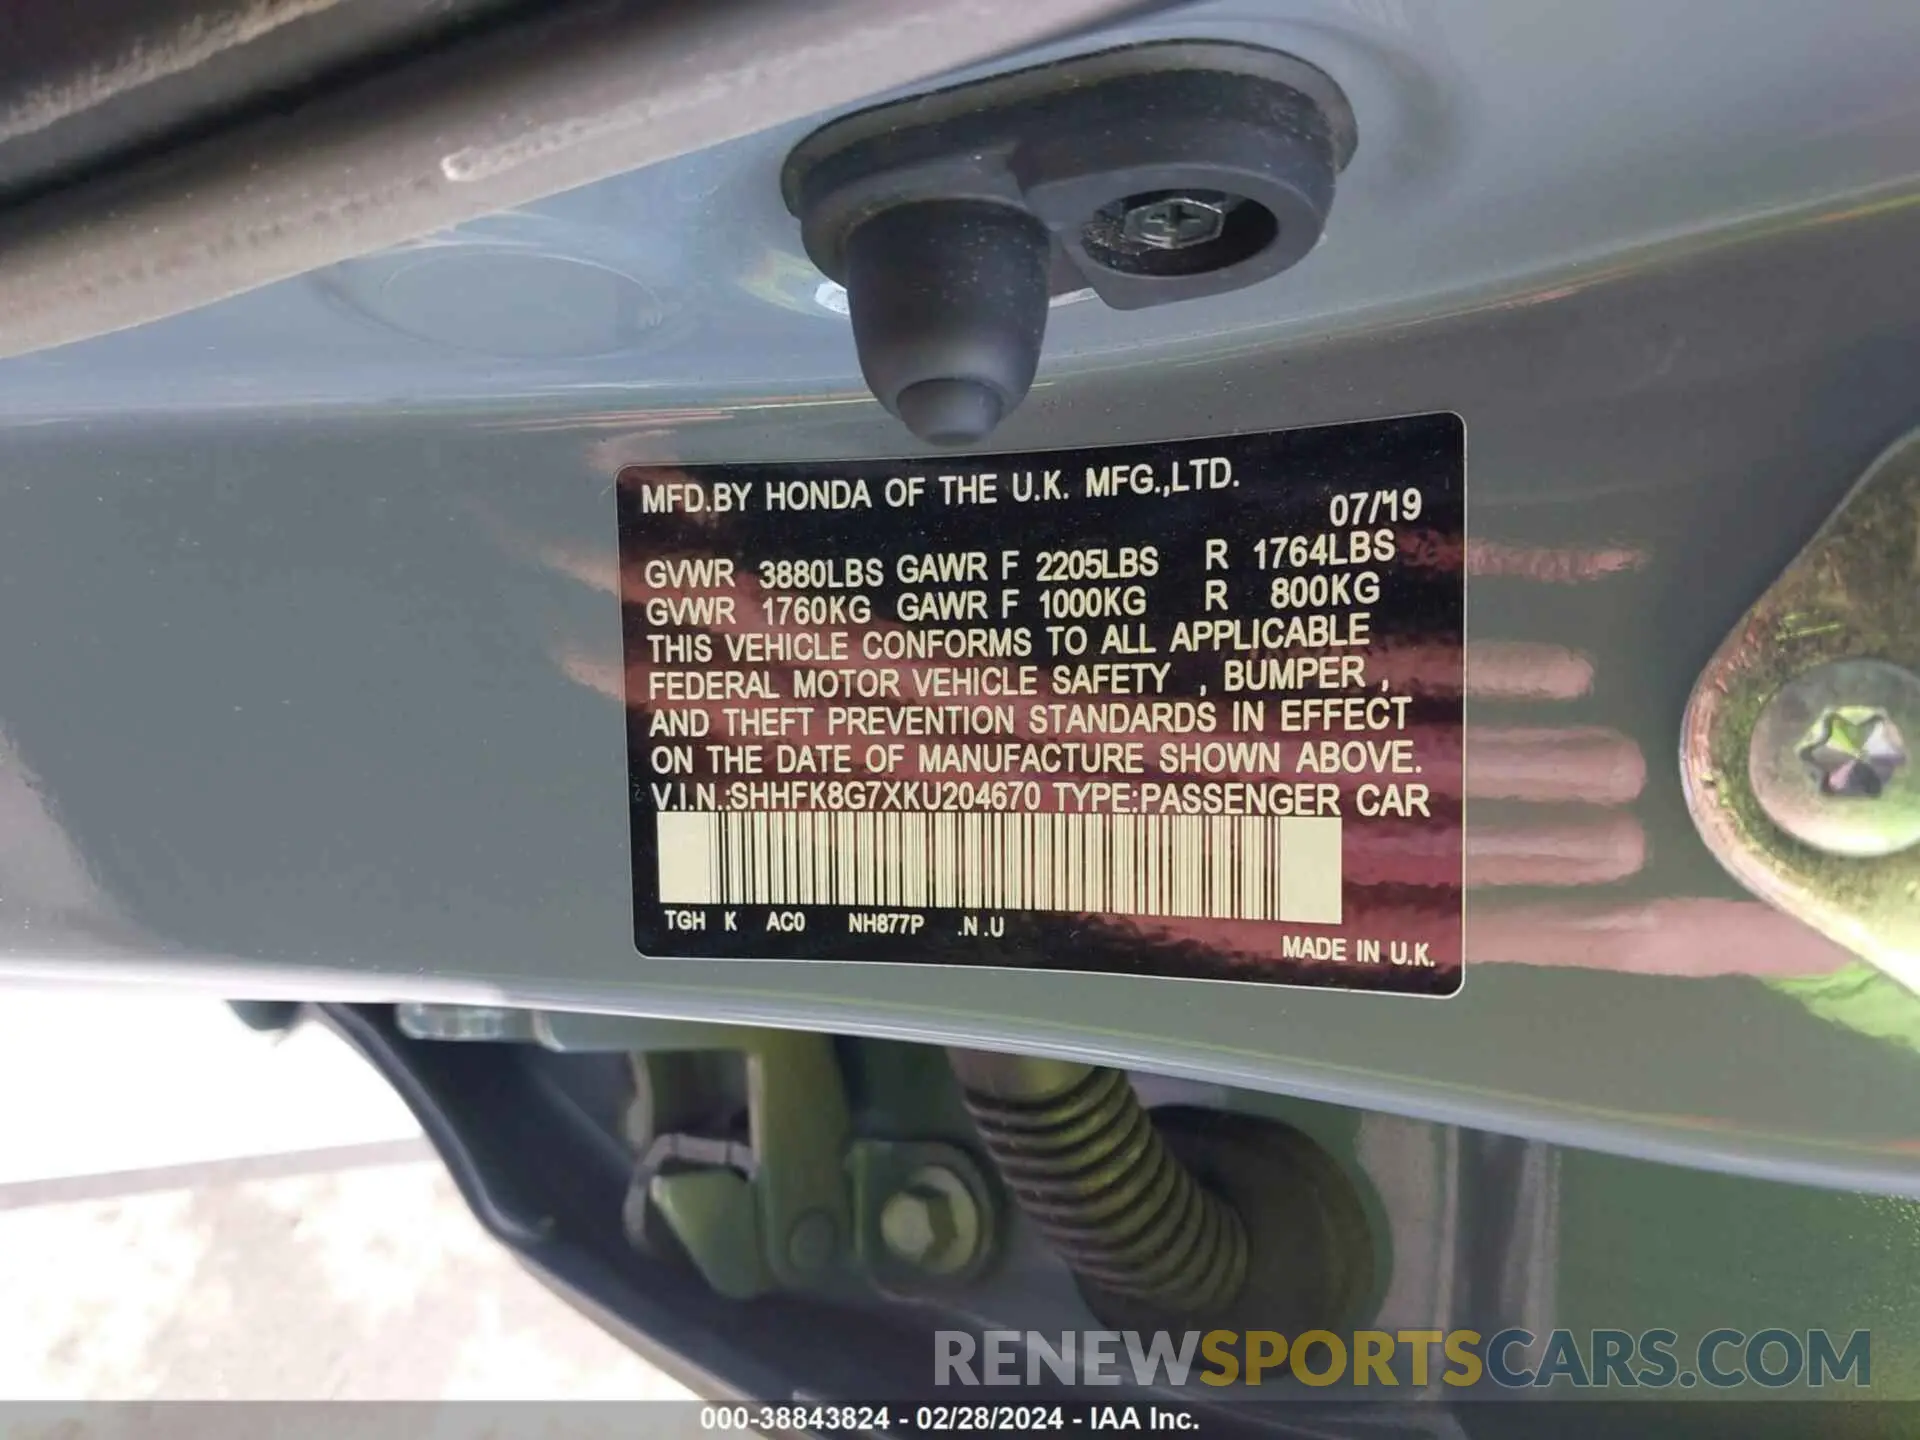 MFD.BY HONDA OF THE U.K. MFG.,LTD.
07/'19
GVWR 3880LBS GAWR F 2205LBS R 1764LBS
GVWR 1760KG GAWR F 1000KG R 800KG
THIS VEHICLE CONFORMS TO ALL APPLICABLE
FEDERAL MOTOR VEHICLE SAFETY , BUMPER ,
AND THEFT PREVENTION STANDARDS IN EFFECT
ON THE DATE OF MANUFACTURE SHOWN ABOVE.
V.I.N.:SHHFK8G7XKU204670 TYPE:PASSENGER CAR
TGH K AC0 NH877P .N .U
MADE IN U.K.
RENEWSPORTSCARS.COM
000-38843824 - 02/28/2024 - IAA Inc.